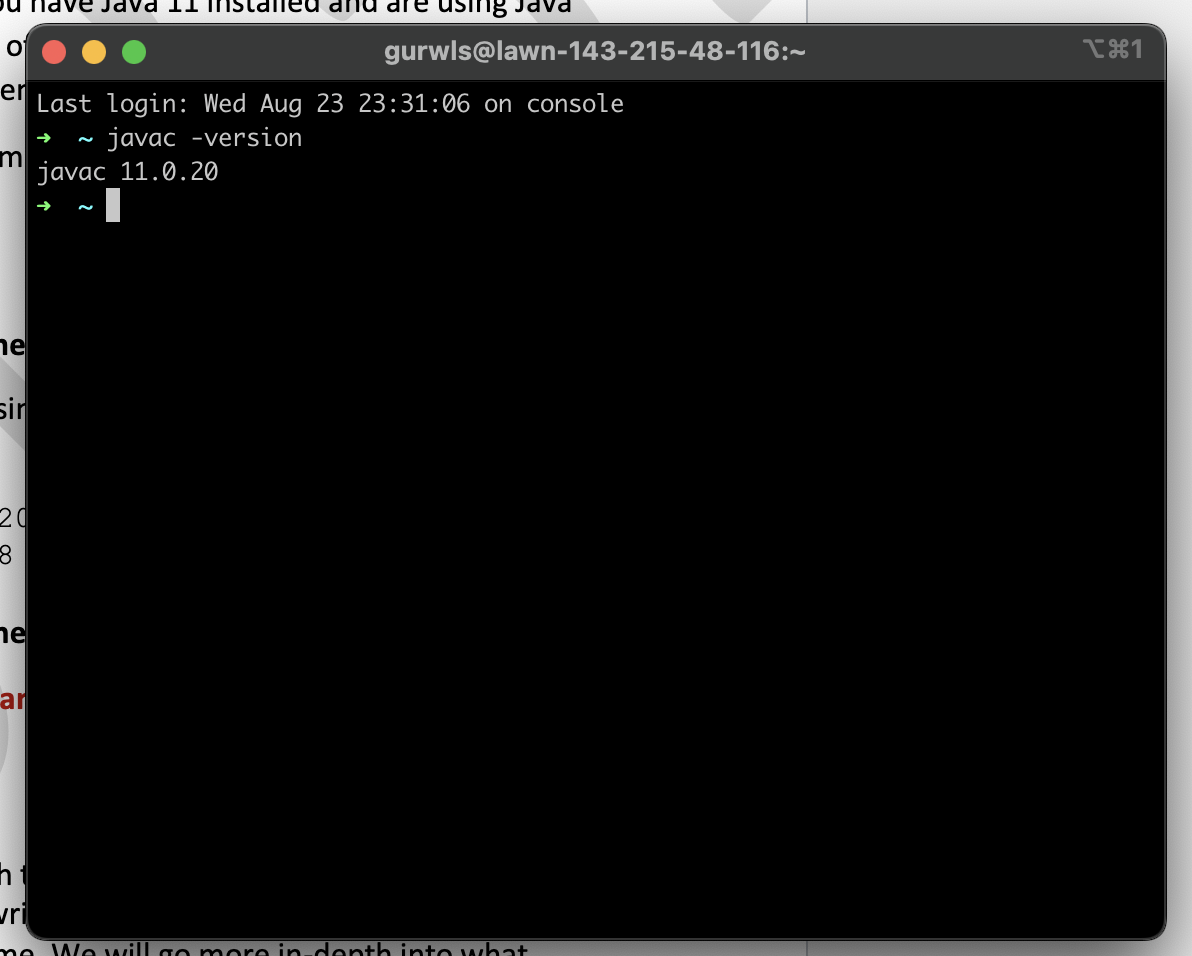 have Java 11 installed and are using Java
gurwls@lawn-143-215-48-116:~
⌥⌘1
Last login: Wed Aug 23 23:31:06 on console
➜ ~ javac -version
javac 11.0.20
➜ ~
20
8
We will go more in-depth into what